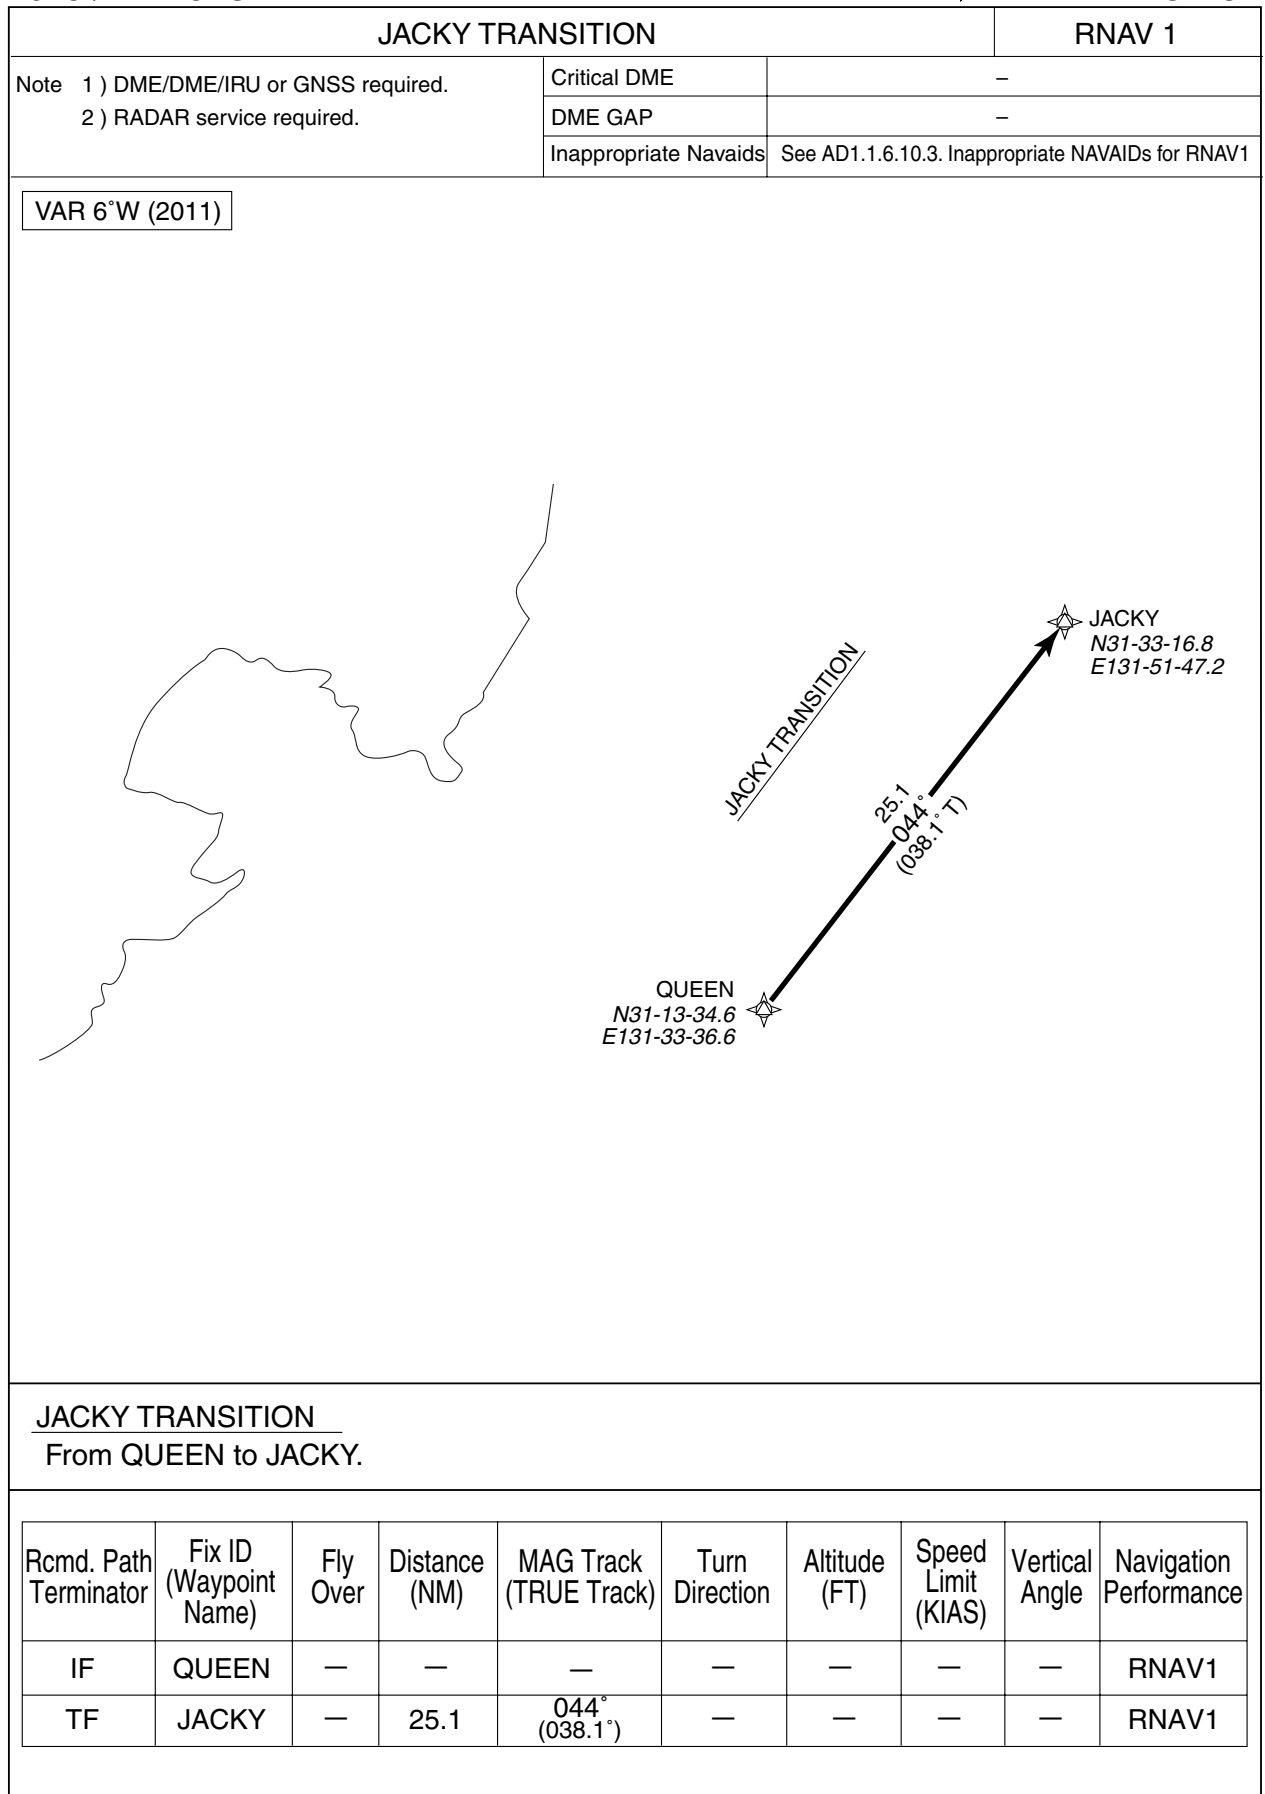 JACKY TRANSITION
RNAV 1
Note 1 ) DME/DME/IRU or GNSS required.
2 ) RADAR service required.
Critical DME –
DME GAP –
Inappropriate Navaids See AD1.1.6.10.3. Inappropriate NAVAIDs for RNAV1
VAR 6˚W (2011)
JACKY
N31-33-16.8
E131-51-47.2
JACKY TRANSITION
25.1
044˚
(038.1˚T)
QUEEN
N31-13-34.6
E131-33-36.6
JACKY TRANSITION
From QUEEN to JACKY.
Rcmd. Path Terminator Fix ID (Waypoint Name) Fly Over Distance (NM) MAG Track (TRUE Track) Turn Direction Altitude (FT) Speed Limit (KIAS) Vertical Angle Navigation Performance
IF QUEEN — — — — — — — RNAV1
TF JACKY — 25.1 044˚ (038.1˚) — — — — RNAV1